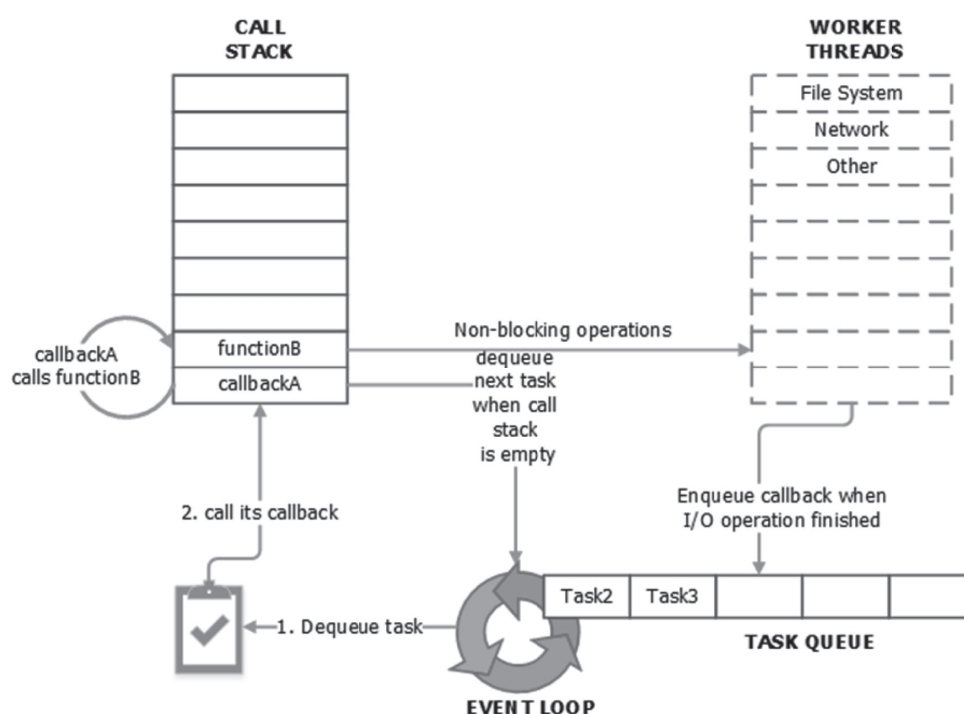 CALL
STACK
WORKER
THREADS
File System
Network
Other
Non-blocking operations
functionB
callbackA
calls functionB
callbackA
dequeue
next task
when call
stack
is empty
2. call its callback
Enqueue callback when
I/O operation finished
Task2
Task3
1. Dequeue task
TASK QUEUE
EVENT LOOP